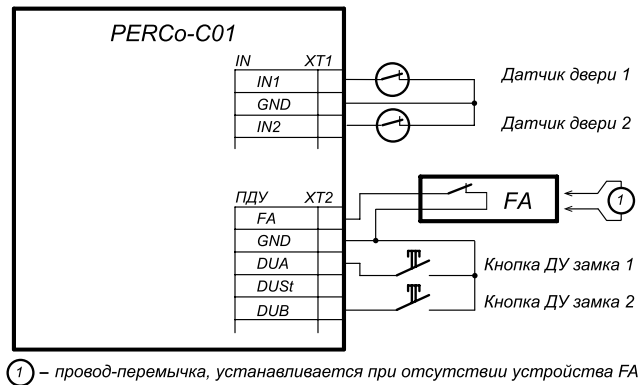 PERCo-C01
IN XT1
IN1
GND
IN2
Датчик двери 1
Датчик двери 2
ПДУ XT2
FA
GND
DUA
DUSt
DUB
FA
1
Кнопка ДУ замка 1
Кнопка ДУ замка 2
1 – провод-перемычка, устанавливается при отсутствии устройства FA